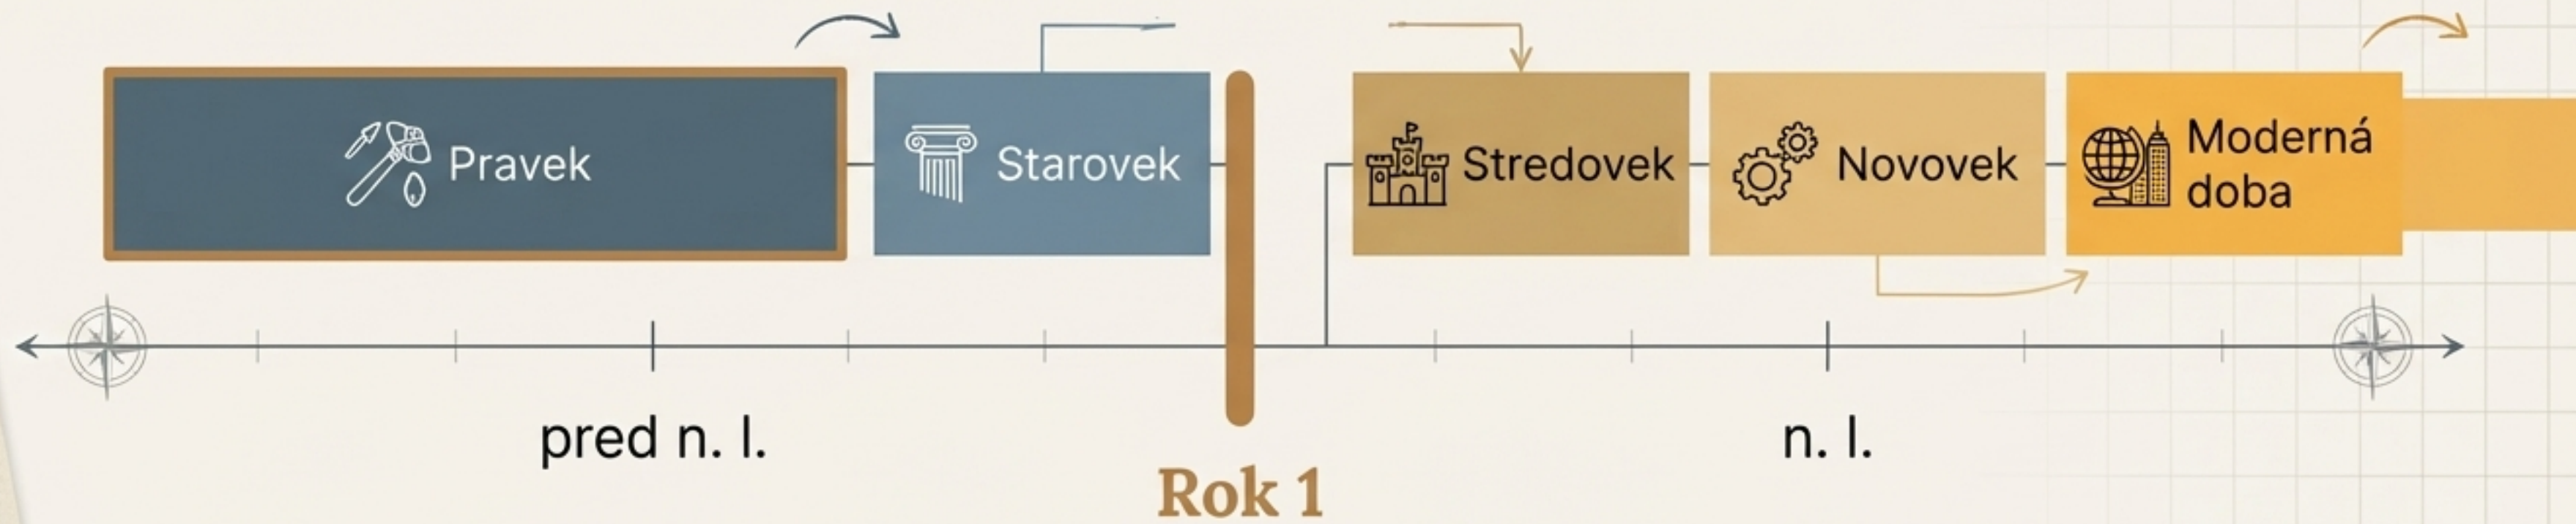 Pravek
Starovek
Stredovek
Novovek
Moderná
doba
pred n. l.
n. l.
Rok 1